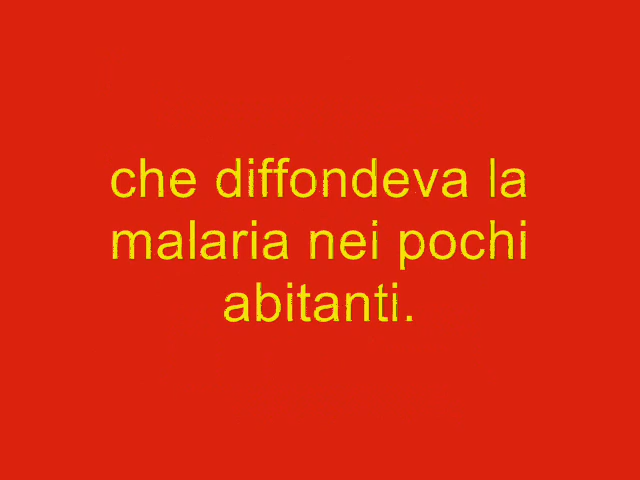 che diffondeva la
malaria nei pochi
abitanti.